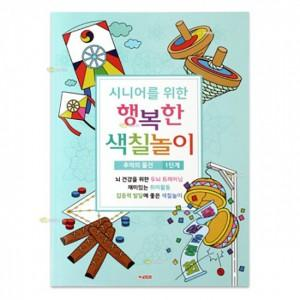 시니어를 위한
행복한
색칠놀이
추억의 물건 1단계
뇌 건강을 위한 두뇌 트레이닝
재미있는 취미활동
집중력 발달에 좋은 색칠놀이